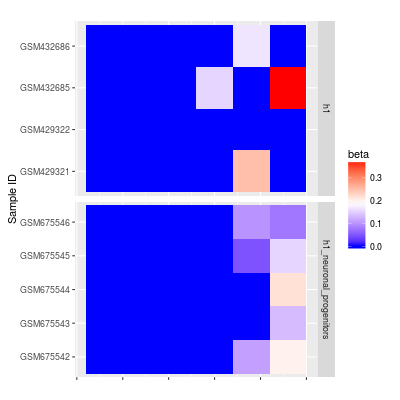 GSM432686
GSM432685
GSM429322
GSM429321
h1
GSM675546
GSM675545
GSM675544
GSM675543
GSM675542
h1_neuronal_progenitors
Sample ID
beta
0.3
0.2
0.1
0.0